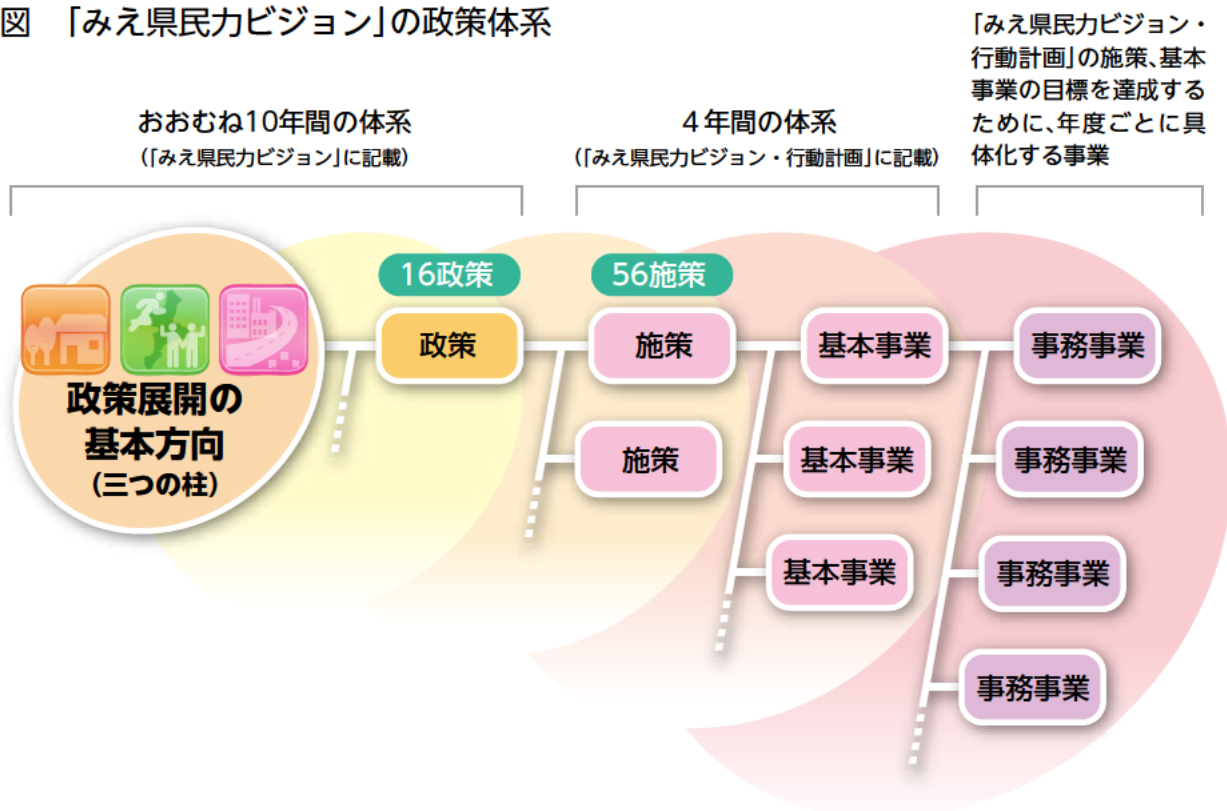 図 「みえ県民力ビジョン」の政策体系
おおむね10年間の体系
(「みえ県民力ビジョン」に記載)
4年間の体系
(「みえ県民力ビジョン・行動計画」に記載)
「みえ県民力ビジョン・
行動計画」の施策、基本
事業の目標を達成する
ために、年度ごとに具
体化する事業
政策展開の
基本方向
(三つの柱)
16政策
政策
56施策
施策
施策
基本事業
基本事業
基本事業
事務事業
事務事業
事務事業
事務事業